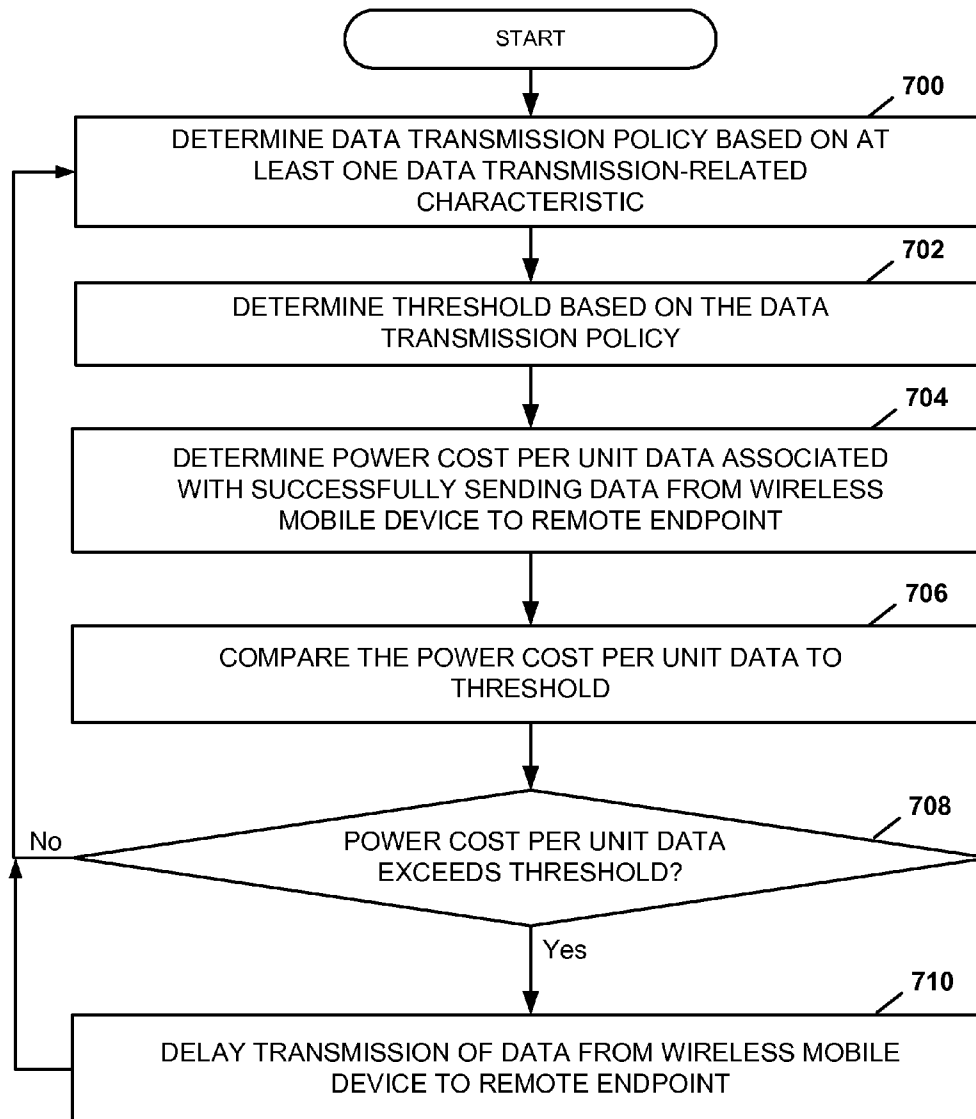 START
700
DETERMINE DATA TRANSMISSION POLICY BASED ON AT
LEAST ONE DATA TRANSMISSION-RELATED
CHARACTERISTIC
702
DETERMINE THRESHOLD BASED ON THE DATA
TRANSMISSION POLICY
704
DETERMINE POWER COST PER UNIT DATA ASSOCIATED
WITH SUCCESSFULLY SENDING DATA FROM WIRELESS
MOBILE DEVICE TO REMOTE ENDPOINT
706
COMPARE THE POWER COST PER UNIT DATA TO
THRESHOLD
708
No
POWER COST PER UNIT DATA
EXCEEDS THRESHOLD?
Yes
710
DELAY TRANSMISSION OF DATA FROM WIRELESS MOBILE
DEVICE TO REMOTE ENDPOINT